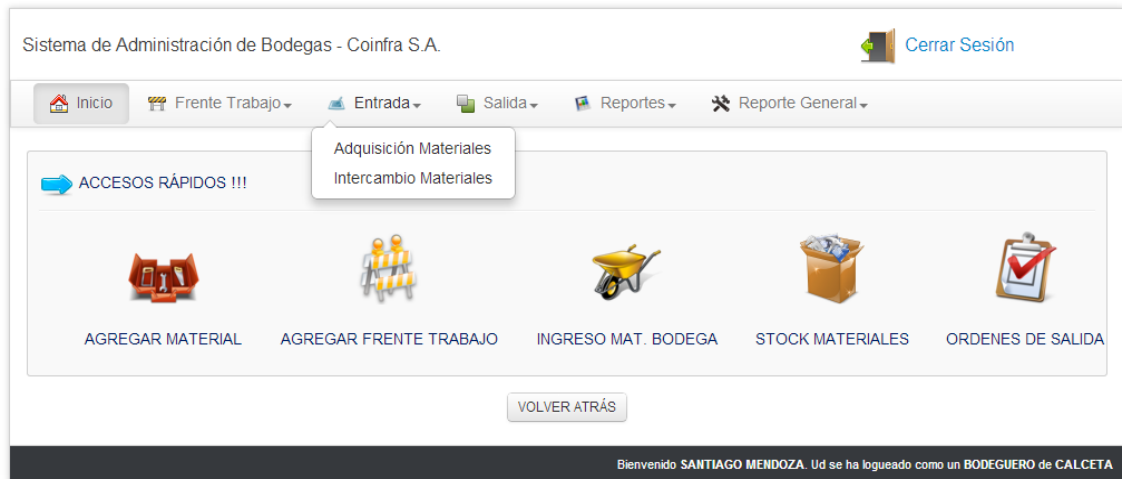 Sistema de Administración de Bodegas - Coinfra S.A.
Cerrar Sesión
Inicio Frente Trabajo Entrada Salida Reportes Reporte General
Adquisición Materiales
Intercambio Materiales
ACCESOS RÁPIDOS !!!
AGREGAR MATERIAL AGREGAR FRENTE TRABAJO INGRESO MAT. BODEGA STOCK MATERIALES ORDENES DE SALIDA
VOLVER ATRÁS
Bienvenido SANTIAGO MENDOZA. Ud se ha logueado como un BODEGUERO de CALCETA